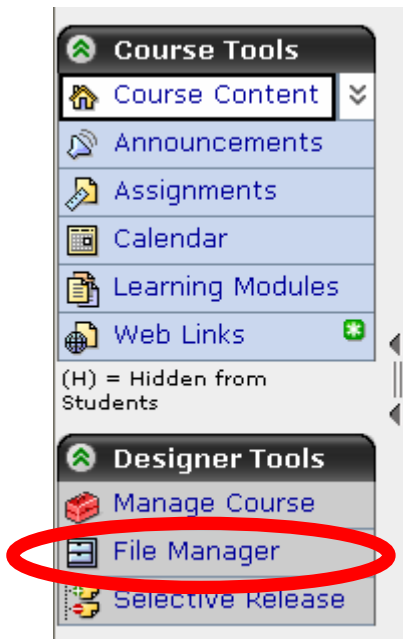 Course Tools
Course Content
Announcements
Assignments
Calendar
Learning Modules
Web Links
(H) = Hidden from
Students
Designer Tools
Manage Course
File Manager
Selective Release